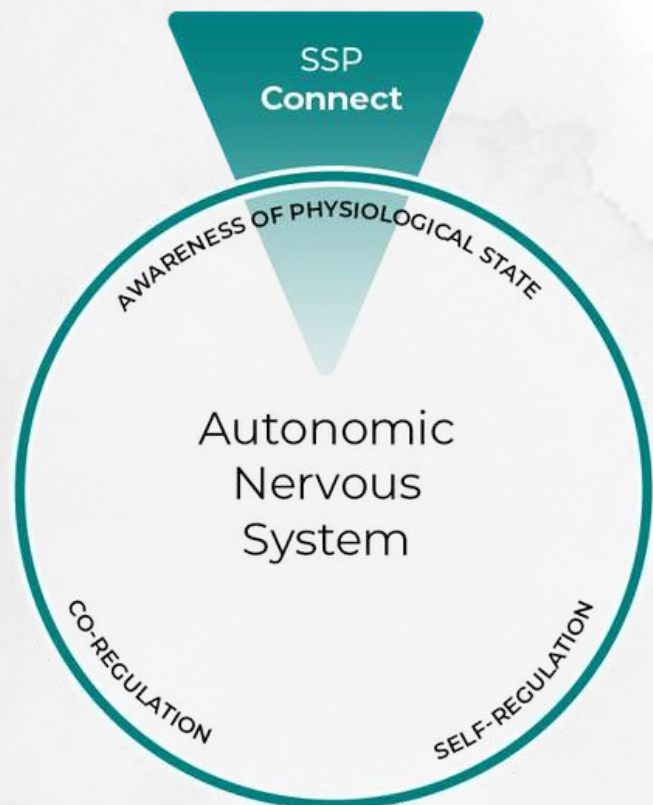 SSP
Connect
AWARENESS OF PHYSIOLOGICAL STATE
Autonomic
Nervous
System
CO-REGULATION
SELF-REGULATION